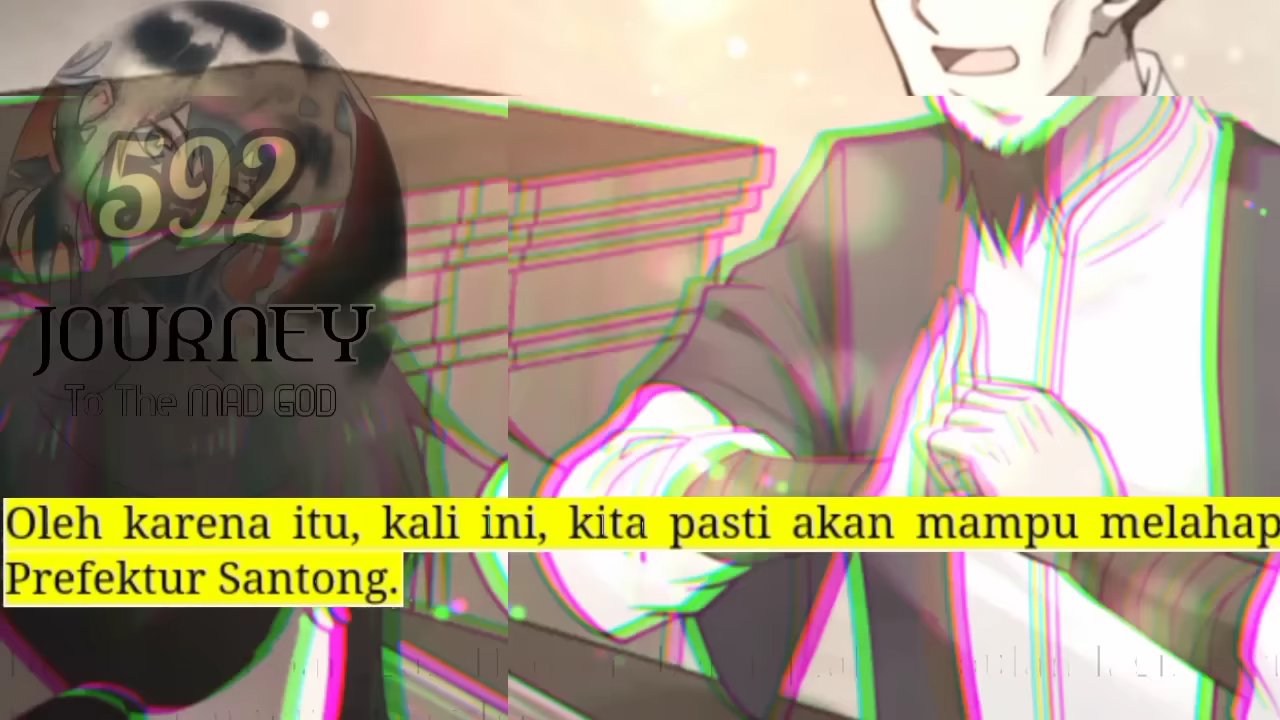 592
JOURNEY
To The MAD GOD
Oleh karena itu, kali ini, kita pasti akan mampu melahap
Prefektur Santong.